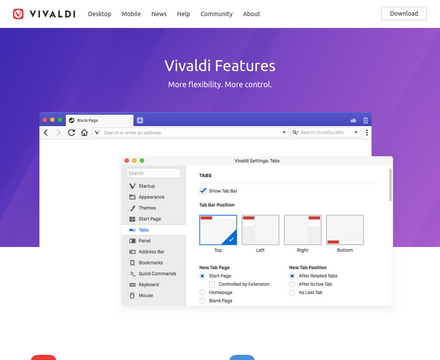 VIVALDI Desktop Mobile News Help Community About Download
Vivaldi Features
More flexibility. More control.
Blank Page
Search or enter an address
Search DuckDuckGo
Vivaldi Settings: Tabs
Search
Startup
Appearance
Themes
Start Page
Tabs
Panel
Address Bar
Bookmarks
Quick Commands
Keyboard
Mouse
TABS
Show Tab Bar
Tab Bar Position
Top Left Right Bottom
New Tab Page
Start Page
Controlled by Extension
Homepage
Blank Page
New Tab Position
After Related Tabs
After Active Tab
As Last Tab